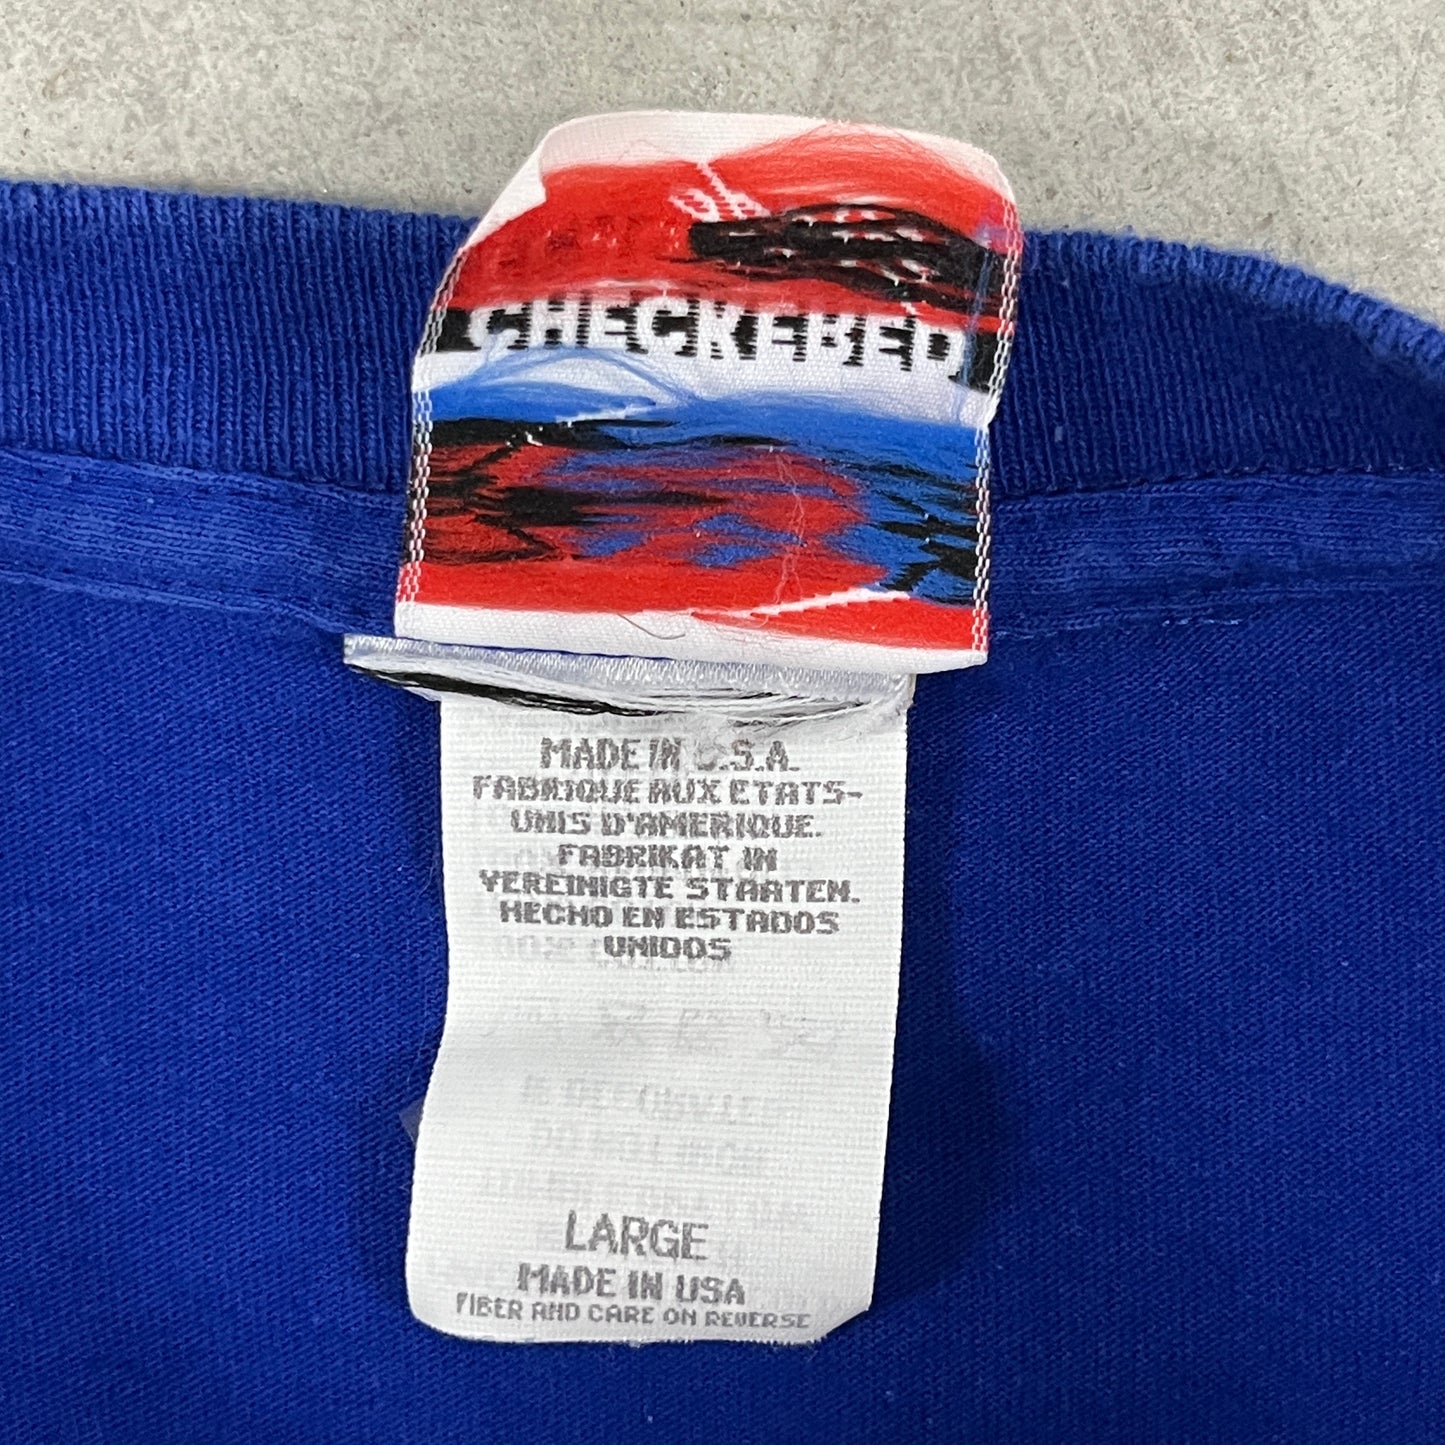 CHECKEBED
MADE IN U.S.A.
FABRIQUE AUX ETATS-
UNIS D'AMERIQUE.
FABRIKAT IN
VEREINIGTE STAATEN.
HECHO EN ESTADOS
UNIDOS
LARGE
MADE IN USA
FIBER AND CARE ON REVERSE